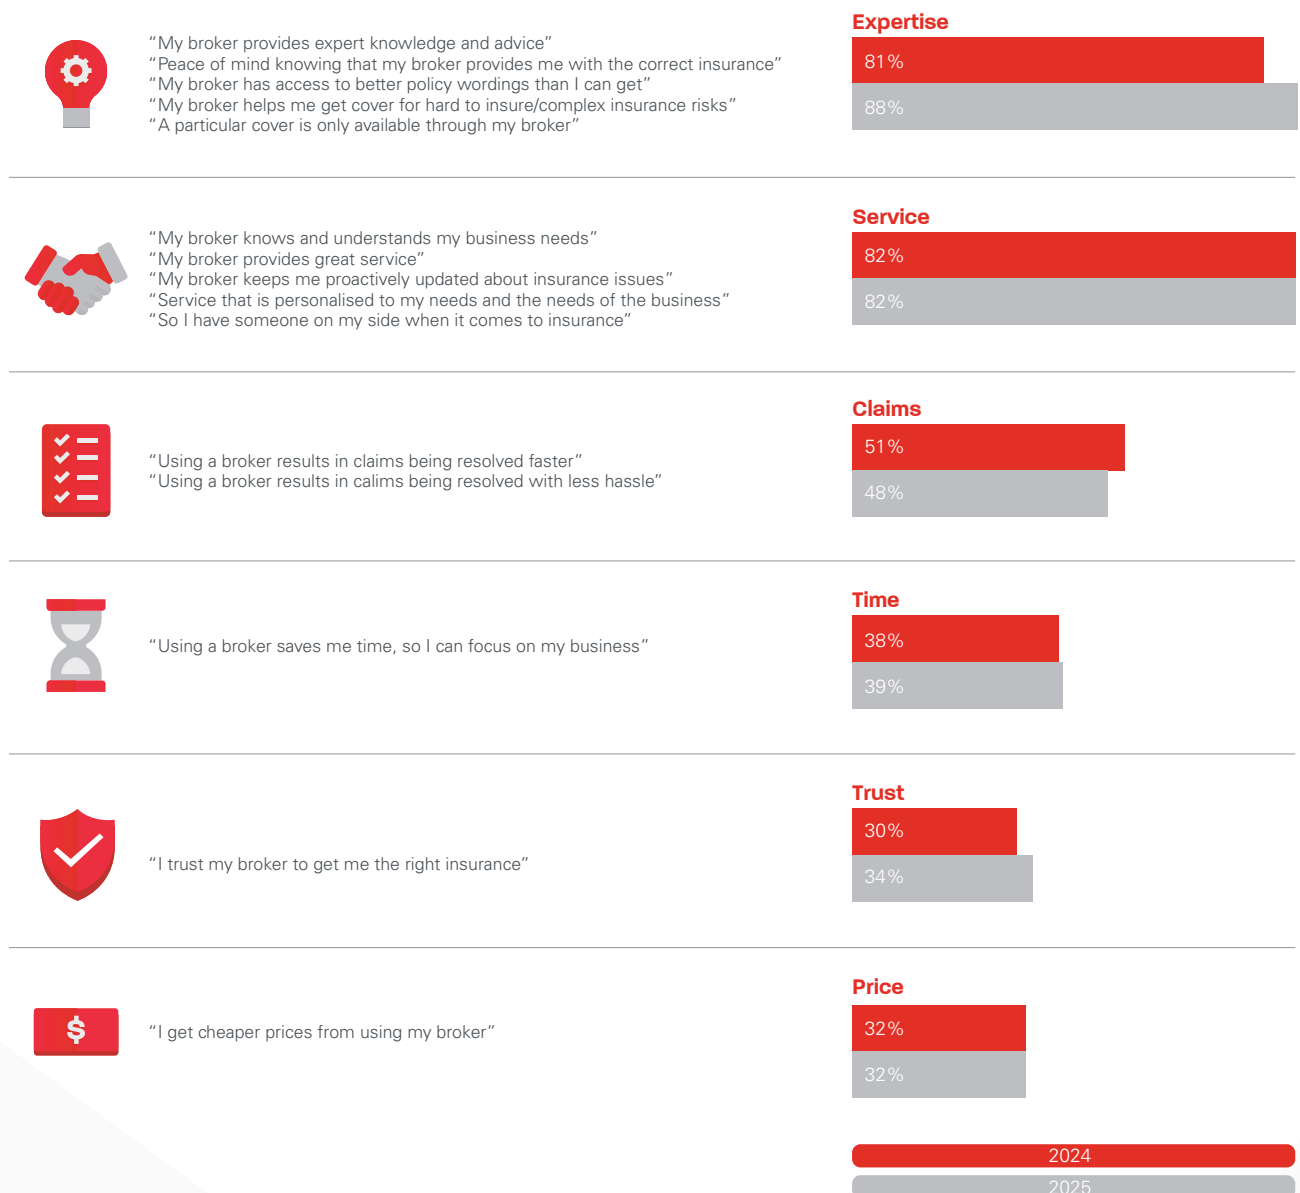 Expertise
“My broker provides expert knowledge and advice”
“Peace of mind knowing that my broker provides me with the correct insurance”
“My broker has access to better policy wordings than I can get”
“My broker helps me get cover for hard to insure/complex insurance risks”
“A particular cover is only available through my broker”
81%
88%
Service
“My broker knows and understands my business needs”
“My broker provides great service”
“My broker keeps me proactively updated about insurance issues”
“Service that is personalised to my needs and the needs of the business”
“So I have someone on my side when it comes to insurance”
82%
82%
Claims
“Using a broker results in claims being resolved faster”
“Using a broker results in calims being resolved with less hassle”
51%
48%
Time
“Using a broker saves me time, so I can focus on my business”
38%
39%
Trust
“I trust my broker to get me the right insurance”
30%
34%
Price
“I get cheaper prices from using my broker”
$
32%
32%
2024
2025